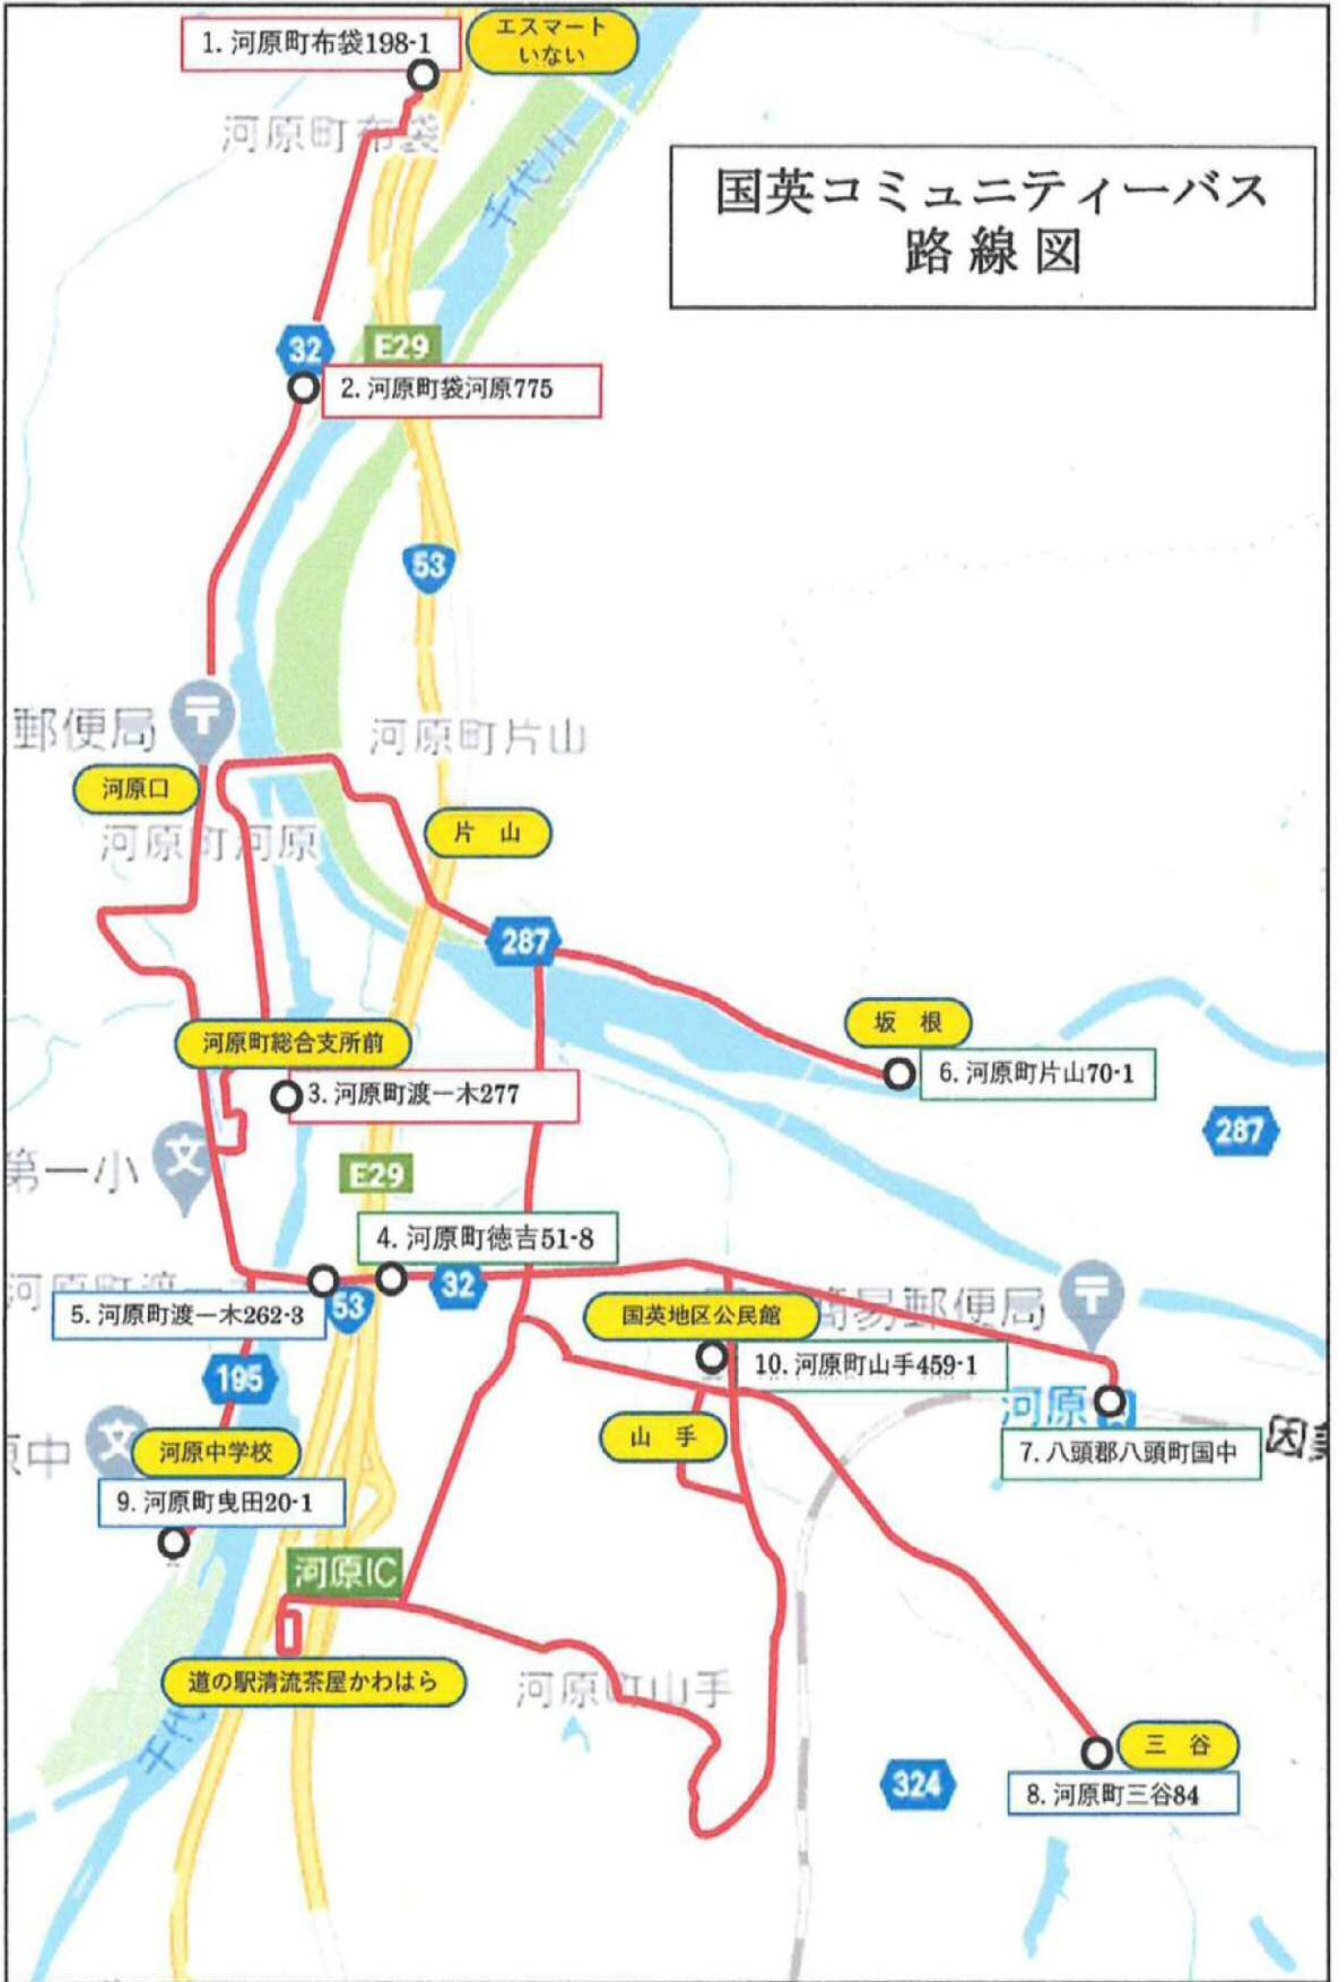 1. 河原町布袋198-1
エスマート
いない
河原町布袋
千代川
国英コミュニティーバス
路線図
32
E29
2. 河原町袋河原775
53
郵便局
河原町片山
河原口
河原町河原
片 山
287
河原町総合支所前
坂 根
6. 河原町片山70-1
3. 河原町渡一木277
287
第一小
文
E29
4. 河原町徳吉51-8
32
53
5. 河原町渡一木262-3
国英地区公民館
簡易郵便局
10. 河原町山手459-1
195
河原
山 手
7. 八頭郡八頭町国中
因美
文
河原中学校
9. 河原町曳田20-1
河原IC
道の駅清流茶屋かわはら
河原町山手
千代
三 谷
324
8. 河原町三谷84